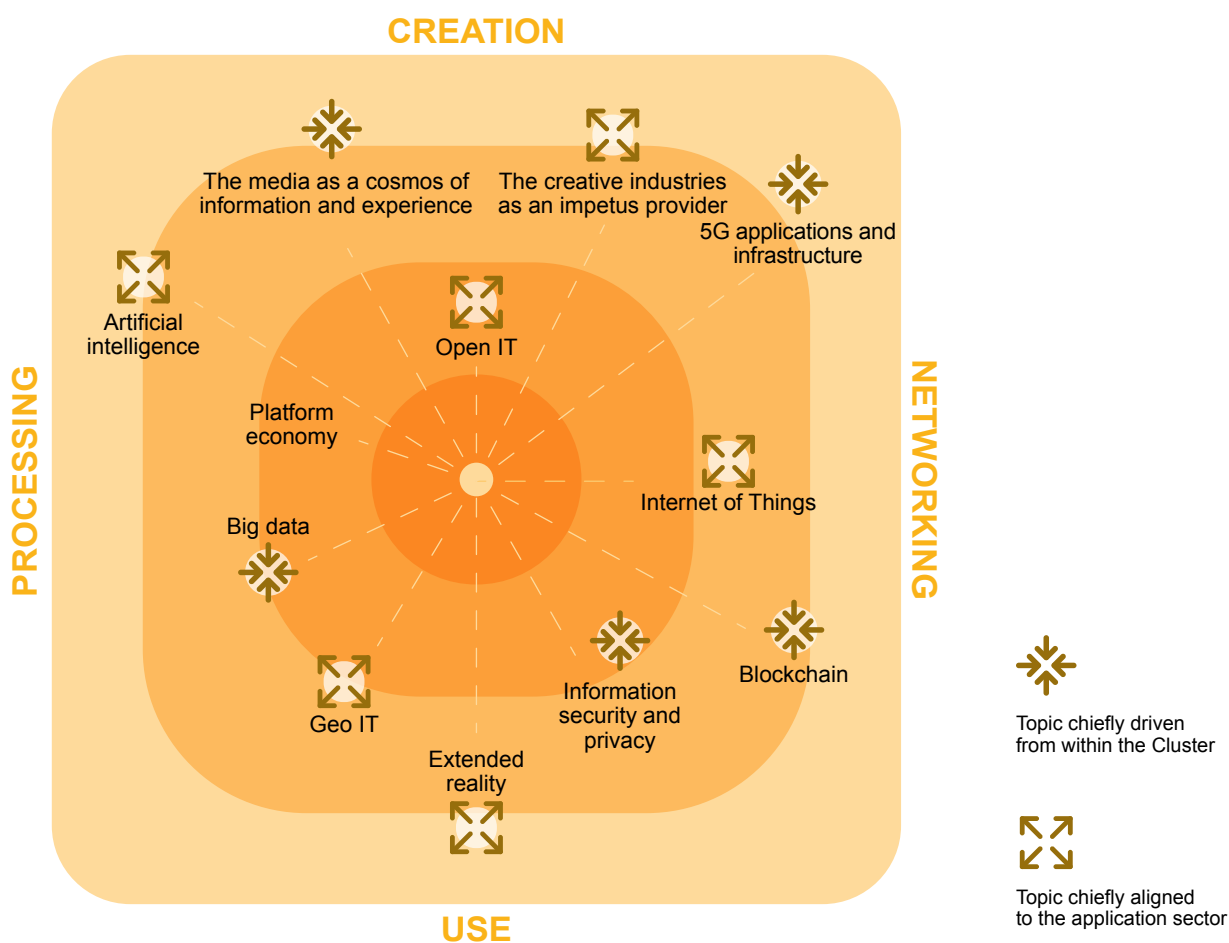 CREATION
The media as a cosmos of
information and experience
The creative industries
as an impetus provider
5G applications and
infrastructure
Artificial
intelligence
Open IT
PROCESSING
NETWORKING
Platform
economy
Internet of Things
Big data
Blockchain
Information
security and
privacy
Geo IT
Extended
reality
USE
Topic chiefly driven
from within the Cluster
Topic chiefly aligned
to the application sector